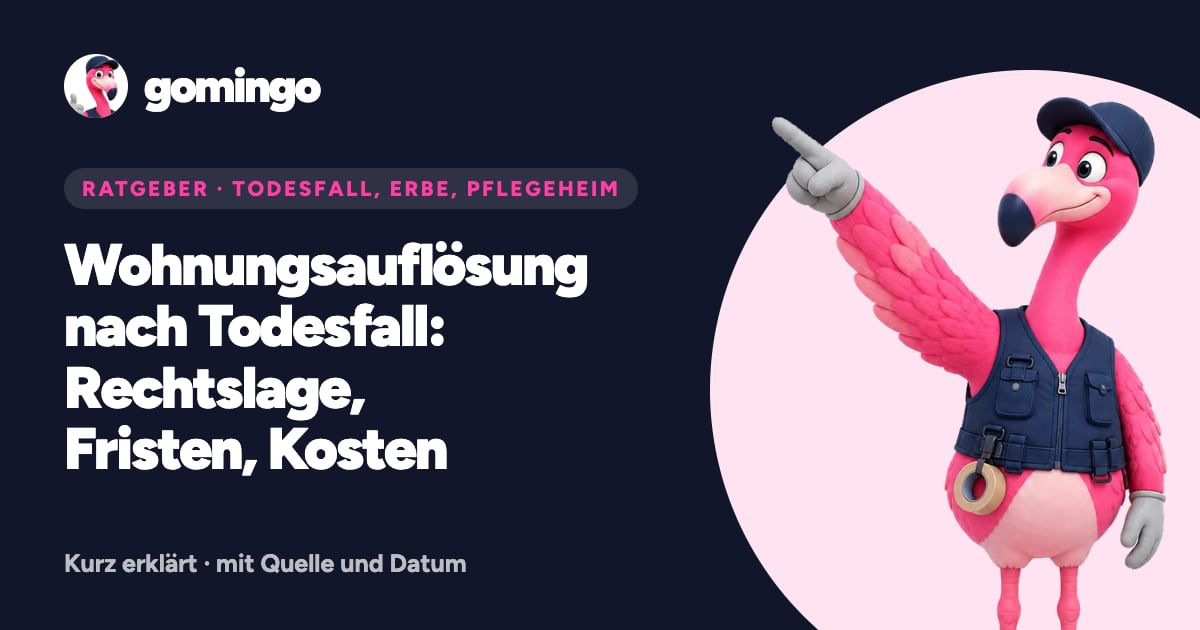 gomingo
RATGEBER · TODESFALL, ERBE, PFLEGEHEIM
Wohnungsauflösung
nach Todesfall:
Rechtslage,
Fristen, Kosten
Kurz erklärt · mit Quelle und Datum